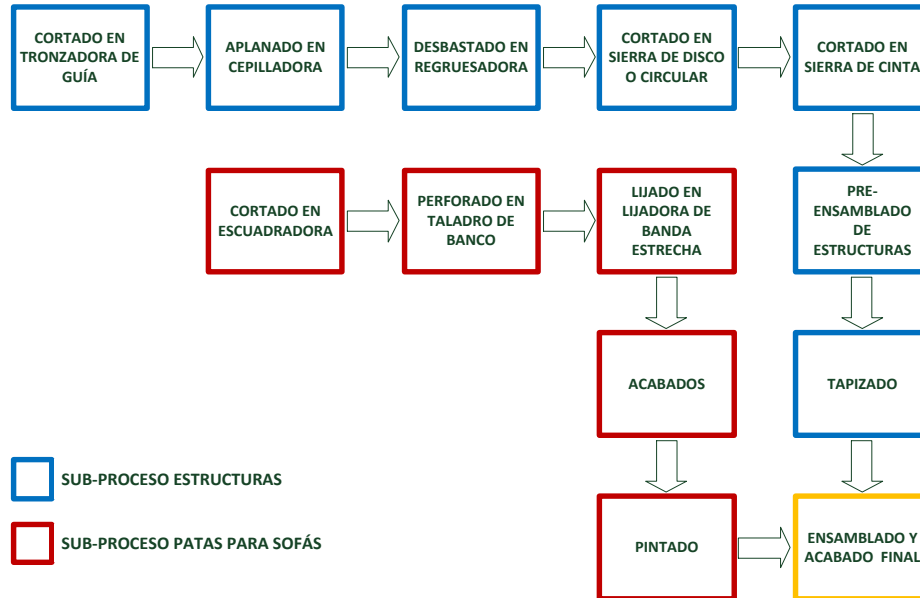 CORTADO EN
TRONZADORA DE
GUÍA
APLANADO EN
CEPILLADORA
DESBASTADO EN
REGRUESADORA
CORTADO EN
SIERRA DE DISCO
O CIRCULAR
CORTADO EN
SIERRA DE CINTA
CORTADO EN
ESCUADRADORA
PERFORADO EN
TALADRO DE
BANCO
LIJADO EN
LIJADORA DE
BANDA
ESTRECHA
PRE-
ENSAMBLADO
DE
ESTRUCTURAS
ACABADOS
TAPIZADO
SUB-PROCESO ESTRUCTURAS
SUB-PROCESO PATAS PARA SOFÁS
PINTADO
ENSAMBLADO Y
ACABADO FINAL